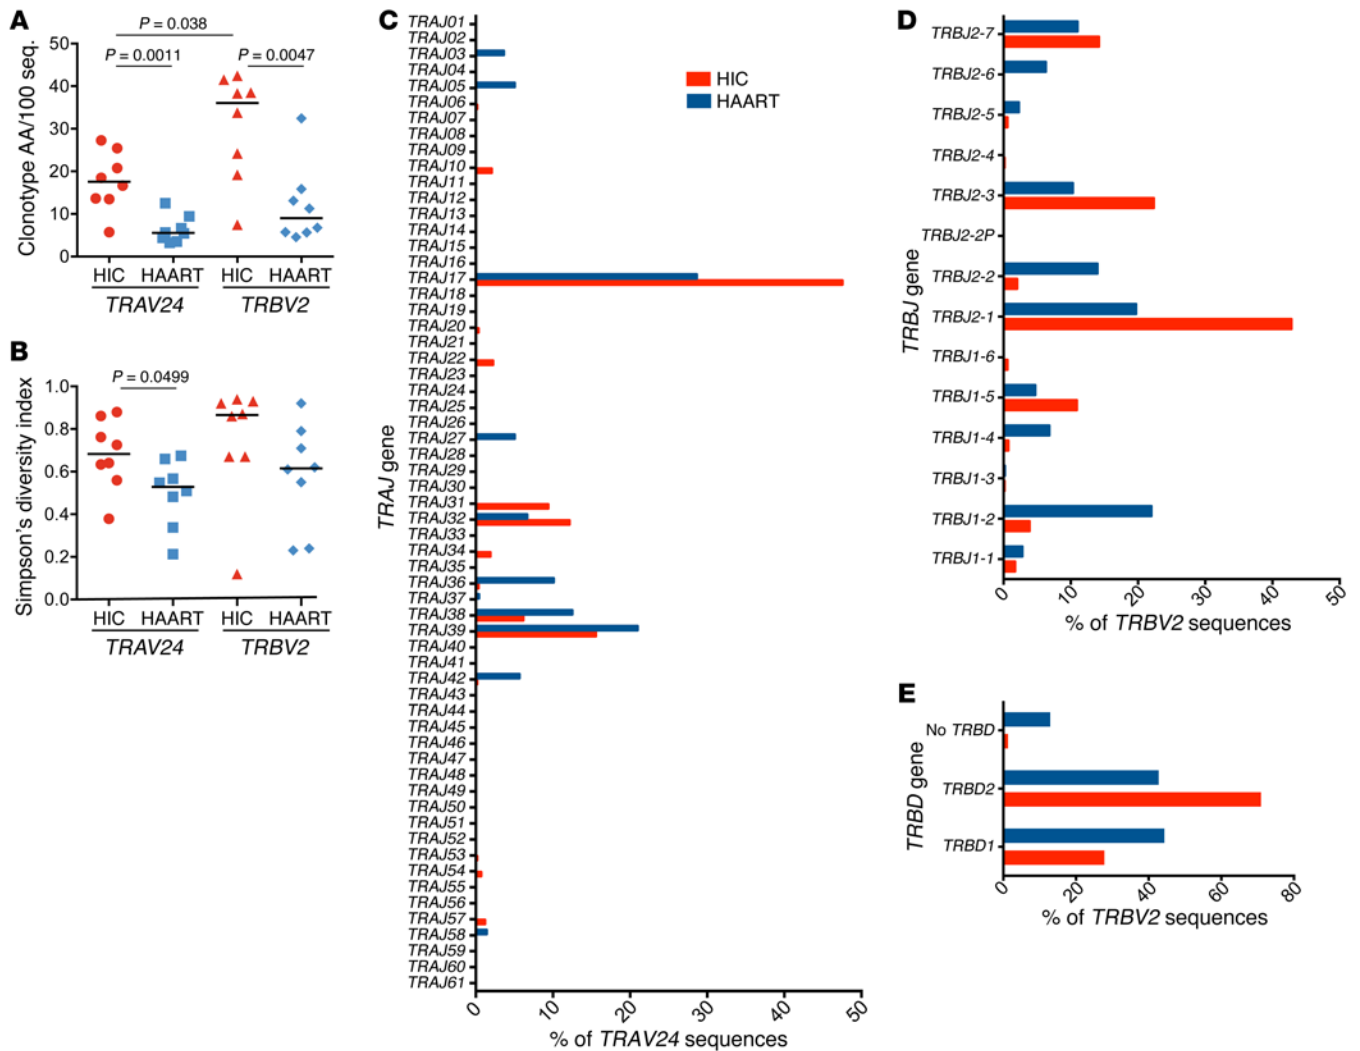 A
Clonotype AA/100 seq.
50
40
30
20
10
0
P = 0.038
P = 0.0011
P = 0.0047
HIC HAART HIC HAART
TRAV24 TRBV2
B
Simpson's diversity index
1.0
0.8
0.6
0.4
0.2
0.0
P = 0.0499
HIC HAART HIC HAART
TRAV24 TRBV2
C
TRAJ gene
TRAJ01
TRAJ02
TRAJ03
TRAJ04
TRAJ05
TRAJ06
TRAJ07
TRAJ08
TRAJ09
TRAJ10
TRAJ11
TRAJ12
TRAJ13
TRAJ14
TRAJ15
TRAJ16
TRAJ17
TRAJ18
TRAJ19
TRAJ20
TRAJ21
TRAJ22
TRAJ23
TRAJ24
TRAJ25
TRAJ26
TRAJ27
TRAJ28
TRAJ29
TRAJ30
TRAJ31
TRAJ32
TRAJ33
TRAJ34
TRAJ35
TRAJ36
TRAJ37
TRAJ38
TRAJ39
TRAJ40
TRAJ41
TRAJ42
TRAJ43
TRAJ44
TRAJ45
TRAJ46
TRAJ47
TRAJ48
TRAJ49
TRAJ50
TRAJ51
TRAJ52
TRAJ53
TRAJ54
TRAJ55
TRAJ56
TRAJ57
TRAJ58
TRAJ59
TRAJ60
TRAJ61
0 10 20 30 40 50
% of TRAV24 sequences
HIC
HAART
D
TRBJ gene
TRBJ2-7
TRBJ2-6
TRBJ2-5
TRBJ2-4
TRBJ2-3
TRBJ2-2P
TRBJ2-2
TRBJ2-1
TRBJ1-6
TRBJ1-5
TRBJ1-4
TRBJ1-3
TRBJ1-2
TRBJ1-1
0 10 20 30 40 50
% of TRBV2 sequences
E
TRBD gene
No TRBD
TRBD2
TRBD1
0 20 40 60 80
% of TRBV2 sequences